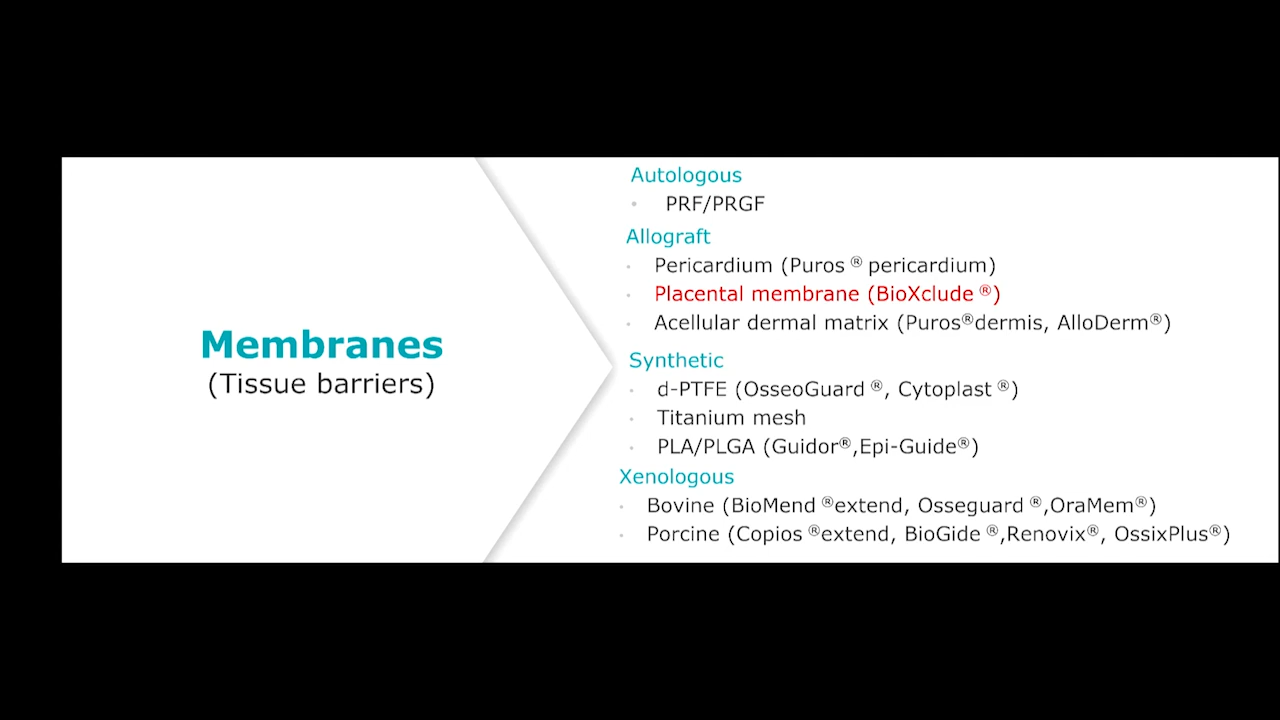 Membranes
(Tissue barriers)
Autologous
• PRF/PRGF
Allograft
• Pericardium (Puros ® pericardium)
• Placental membrane (BioXclude ®)
• Acellular dermal matrix (Puros®dermis, AlloDerm®)
Synthetic
• d-PTFE (OsseoGuard ®, Cytoplast ®)
• Titanium mesh
• PLA/PLGA (Guidor®,Epi-Guide®)
Xenologous
• Bovine (BioMend ®extend, Osseguard ®,OraMem®)
• Porcine (Copios ®extend, BioGide ®,Renovix®, OssixPlus®)